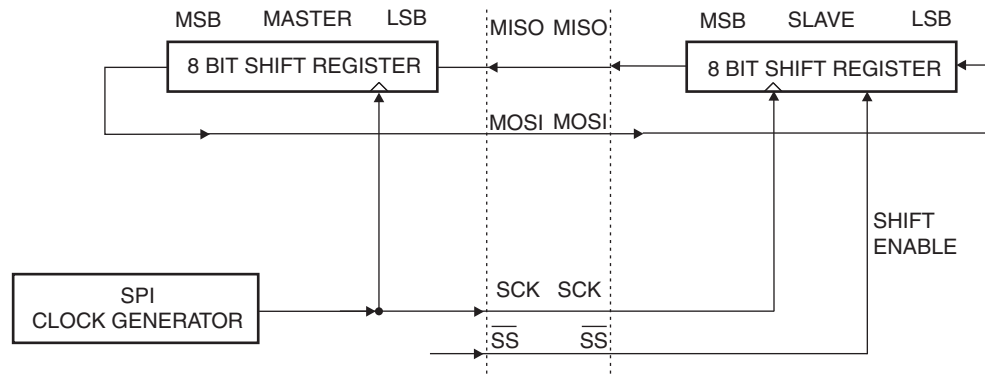 MSB MASTER LSB MISO MISO MSB SLAVE LSB
8 BIT SHIFT REGISTER 8 BIT SHIFT REGISTER
MOSI MOSI
SHIFT
ENABLE
SPI
CLOCK GENERATOR
SCK SCK
SS SS